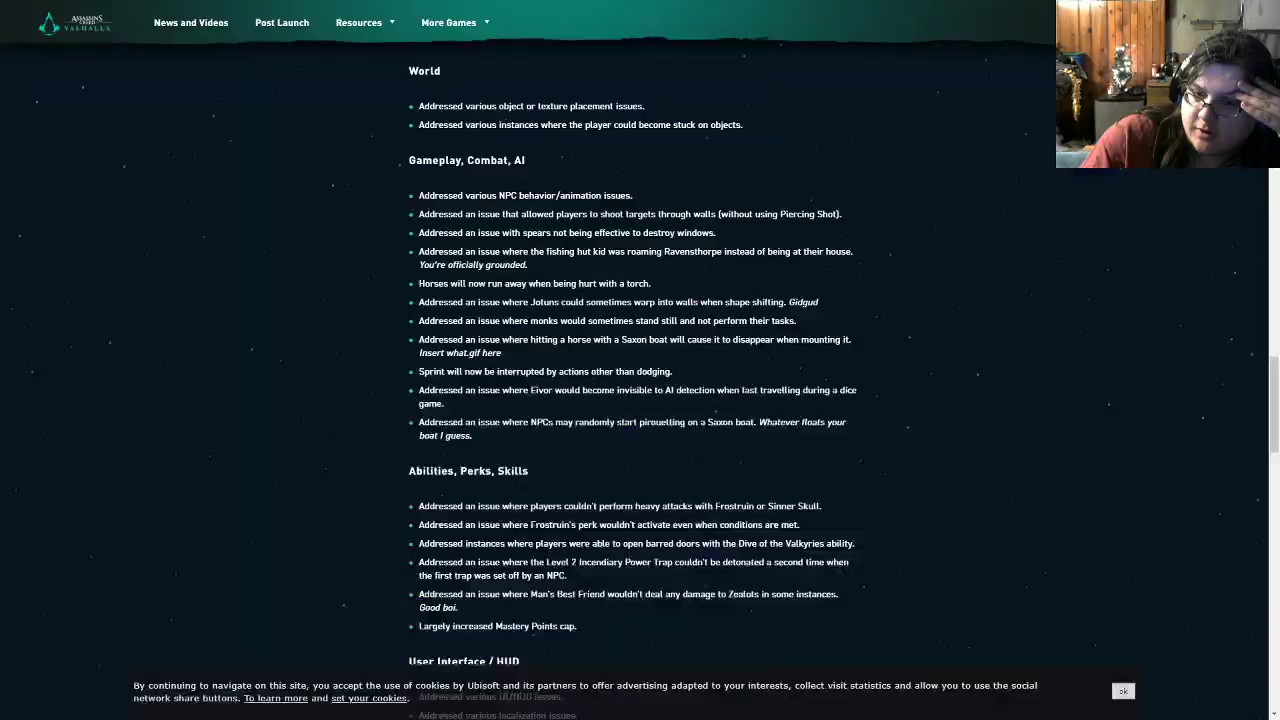 ASSASSIN'S
CREED
VALHALLA
News and Videos
Post Launch
Resources
More Games
World
Addressed various object or texture placement issues.
Addressed various instances where the player could become stuck on objects.
Gameplay, Combat, AI
Addressed various NPC behavior/animation issues.
Addressed an issue that allowed players to shoot targets through walls (without using Piercing Shot).
Addressed an issue with spears not being effective to destroy windows.
Addressed an issue where the fishing hut kid was roaming Ravensthorpe instead of being at their house.
You're officially grounded.
Horses will now run away when being hurt with a torch.
Addressed an issue where Jotuns could sometimes warp into walls when shape shifting. Gidgud
Addressed an issue where monks would sometimes stand still and not perform their tasks.
Addressed an issue where hitting a horse with a Saxon boat will cause it to disappear when mounting it.
Insert what.gif here
Sprint will now be interrupted by actions other than dodging.
Addressed an issue where Eivor would become invisible to AI detection when fast travelling during a dice
game.
Addressed an issue where NPCs may randomly start pirouetting on a Saxon boat. Whatever floats your
boat I guess.
Abilities, Perks, Skills
Addressed an issue where players couldn't perform heavy attacks with Frostruin or Sinner Skull.
Addressed an issue where Frostruin's perk wouldn't activate even when conditions are met.
Addressed instances where players were able to open barred doors with the Dive of the Valkyries ability.
Addressed an issue where the Level 2 Incendiary Power Trap couldn't be detonated a second time when
the first trap was set off by an NPC.
Addressed an issue where Man's Best Friend wouldn't deal any damage to Zealots in some instances.
Good boi.
Largely increased Mastery Points cap.
User Interface / HUD
Addressed various UI/HUD issues.
Addressed various localization issues.
By continuing to navigate on this site, you accept the use of cookies by Ubisoft and its partners to offer advertising adapted to your interests, collect visit statistics and allow you to use the social
network share buttons. To learn more and set your cookies.
ok